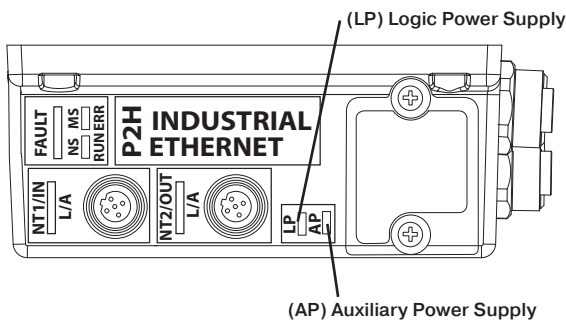 (LP) Logic Power Supply
FAULT
NS MS
RUN ERR
P2H INDUSTRIAL
ETHERNET
NT1/IN
L/A
NT2/OUT
L/A
LP
AP
(AP) Auxiliary Power Supply